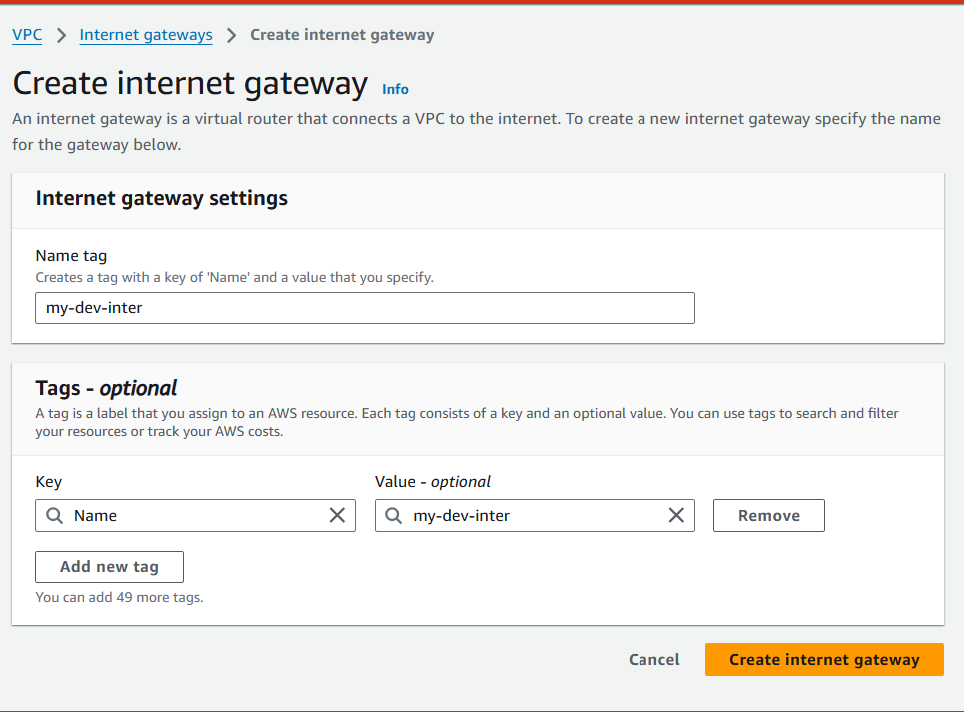 VPC > Internet gateways > Create internet gateway
Create internet gateway Info
An internet gateway is a virtual router that connects a VPC to the internet. To create a new internet gateway specify the name
for the gateway below.
Internet gateway settings
Name tag
Creates a tag with a key of 'Name' and a value that you specify.
my-dev-inter
Tags - optional
A tag is a label that you assign to an AWS resource. Each tag consists of a key and an optional value. You can use tags to search and filter
your resources or track your AWS costs.
Key Value - optional
Name my-dev-inter Remove
Add new tag
You can add 49 more tags.
Cancel Create internet gateway